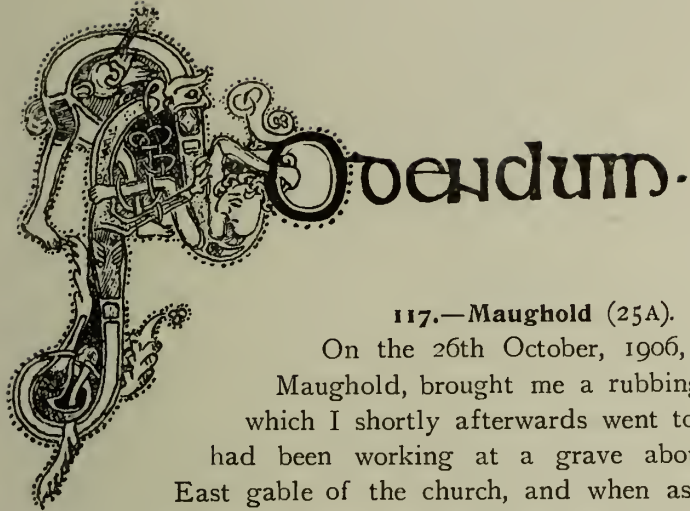 Addendum.
117.—Maughold (25A).
On the 26th October, 1906,
Maughold, brought me a rubbing
which I shortly afterwards went to
had been working at a grave abov
East gable of the church, and when as